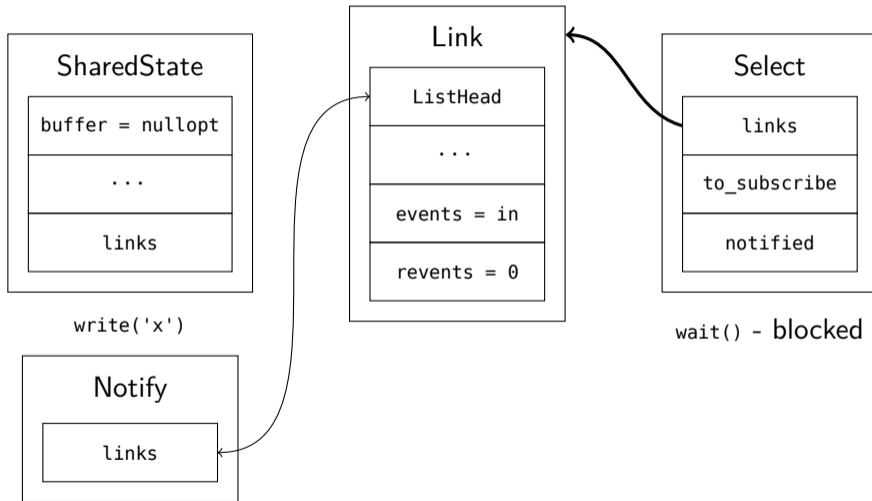 SharedState
buffer = nullopt
...
links
write('x')
Notify
links
Link
ListHead
...
events = in
revents = 0
Select
links
to_subscribe
notified
wait() - blocked